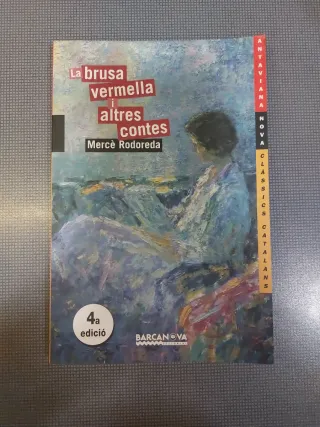 La brusa
vermella i
altres
contes
Mercè Rodoreda
ANTAVIANA
NOVA
CLÀSSICS CATALANS
4a
edició
BARCANOVA